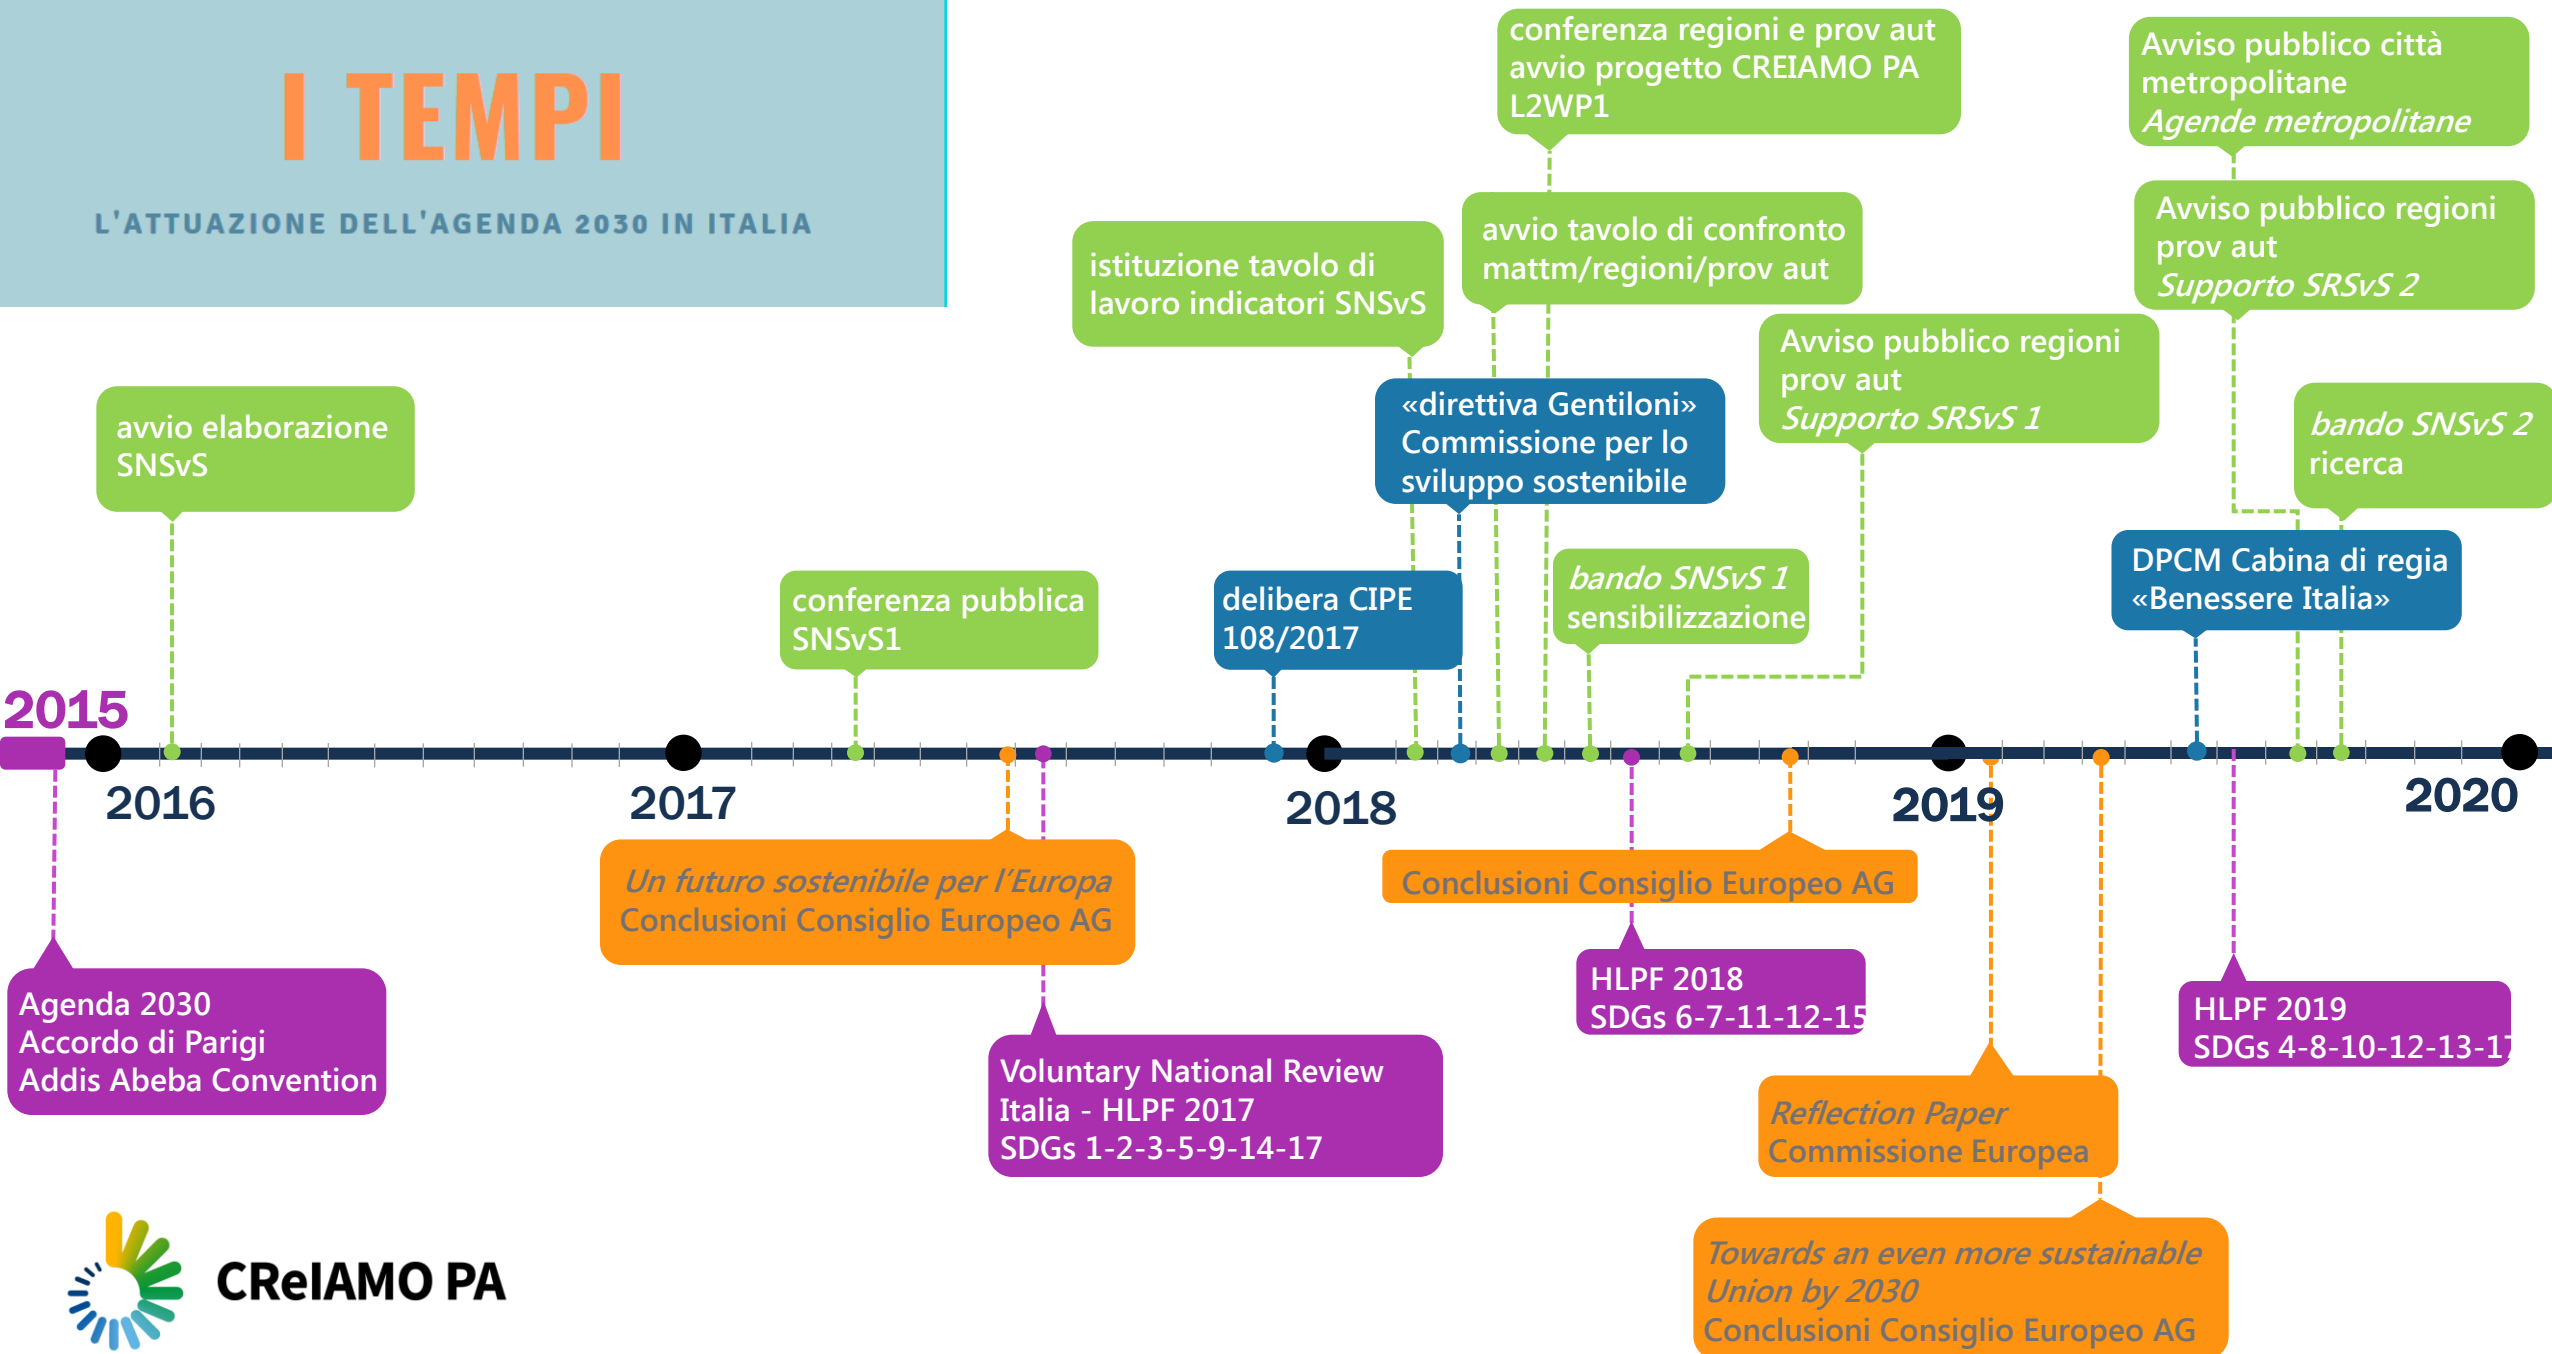 I TEMPI
L'ATTUAZIONE DELL'AGENDA 2030 IN ITALIA
conferenza regioni e prov aut
avvio progetto CREIAMO PA
L2WP1
Avviso pubblico città
metropolitane
Agende metropolitane
istituzione tavolo di
lavoro indicatori SNSvS
avvio tavolo di confronto
mattm/regioni/prov aut
Avviso pubblico regioni
prov aut
Supporto SRSvS 2
Avviso pubblico regioni
prov aut
Supporto SRSvS 1
avvio elaborazione
SNSvS
«direttiva Gentiloni»
Commissione per lo
sviluppo sostenibile
bando SNSvS 2
ricerca
conferenza pubblica
SNSvS1
delibera CIPE
108/2017
bando SNSvS 1
sensibilizzazione
DPCM Cabina di regia
«Benessere Italia»
2015
2016
2017
2018
2019
2020
Un futuro sostenibile per l'Europa
Conclusioni Consiglio Europeo AG
Conclusioni Consiglio Europeo AG
Agenda 2030
Accordo di Parigi
Addis Abeba Convention
Voluntary National Review
Italia - HLPF 2017
SDGs 1-2-3-5-9-14-17
HLPF 2018
SDGs 6-7-11-12-15
HLPF 2019
SDGs 4-8-10-12-13-17
Reflection Paper
Commissione Europea
Towards an even more sustainable
Union by 2030
Conclusioni Consiglio Europeo AG
CReIAMO PA